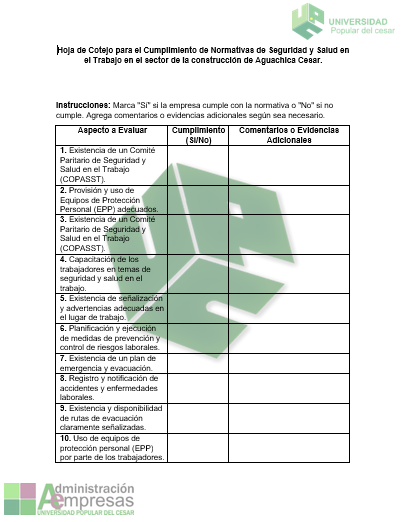 UNIVERSIDAD
Popular del cesar
Hoja de Cotejo para el Cumplimiento de Normativas de Seguridad y Salud en
el Trabajo en el sector de la construcción de Aguachica Cesar.
Instrucciones: Marca "Sí" si la empresa cumple con la normativa o "No" si no
cumple. Agrega comentarios o evidencias adicionales según sea necesario.
Aspecto a Evaluar
Cumplimiento
(Sí/No)
Comentarios o Evidencias
Adicionales
1. Existencia de un Comité
Paritario de Seguridad y
Salud en el Trabajo
(COPASST).
2. Provisión y uso de
Equipos de Protección
Personal (EPP) adecuados.
3. Existencia de un Comité
Paritario de Seguridad y
Salud en el Trabajo
(COPASST).
4. Capacitación de los
trabajadores en temas de
seguridad y salud en el
trabajo.
5. Existencia de señalización
y advertencias adecuadas en
el lugar de trabajo.
6. Planificación y ejecución
de medidas de prevención y
control de riesgos laborales.
7. Existencia de un plan de
emergencia y evacuación.
8. Registro y notificación de
accidentes y enfermedades
laborales.
9. Existencia y disponibilidad
de rutas de evacuación
claramente señalizadas.
10. Uso de equipos de
protección personal (EPP)
por parte de los trabajadores.
Administración
de Empresas
UNIVERSIDAD POPULAR DEL CESAR